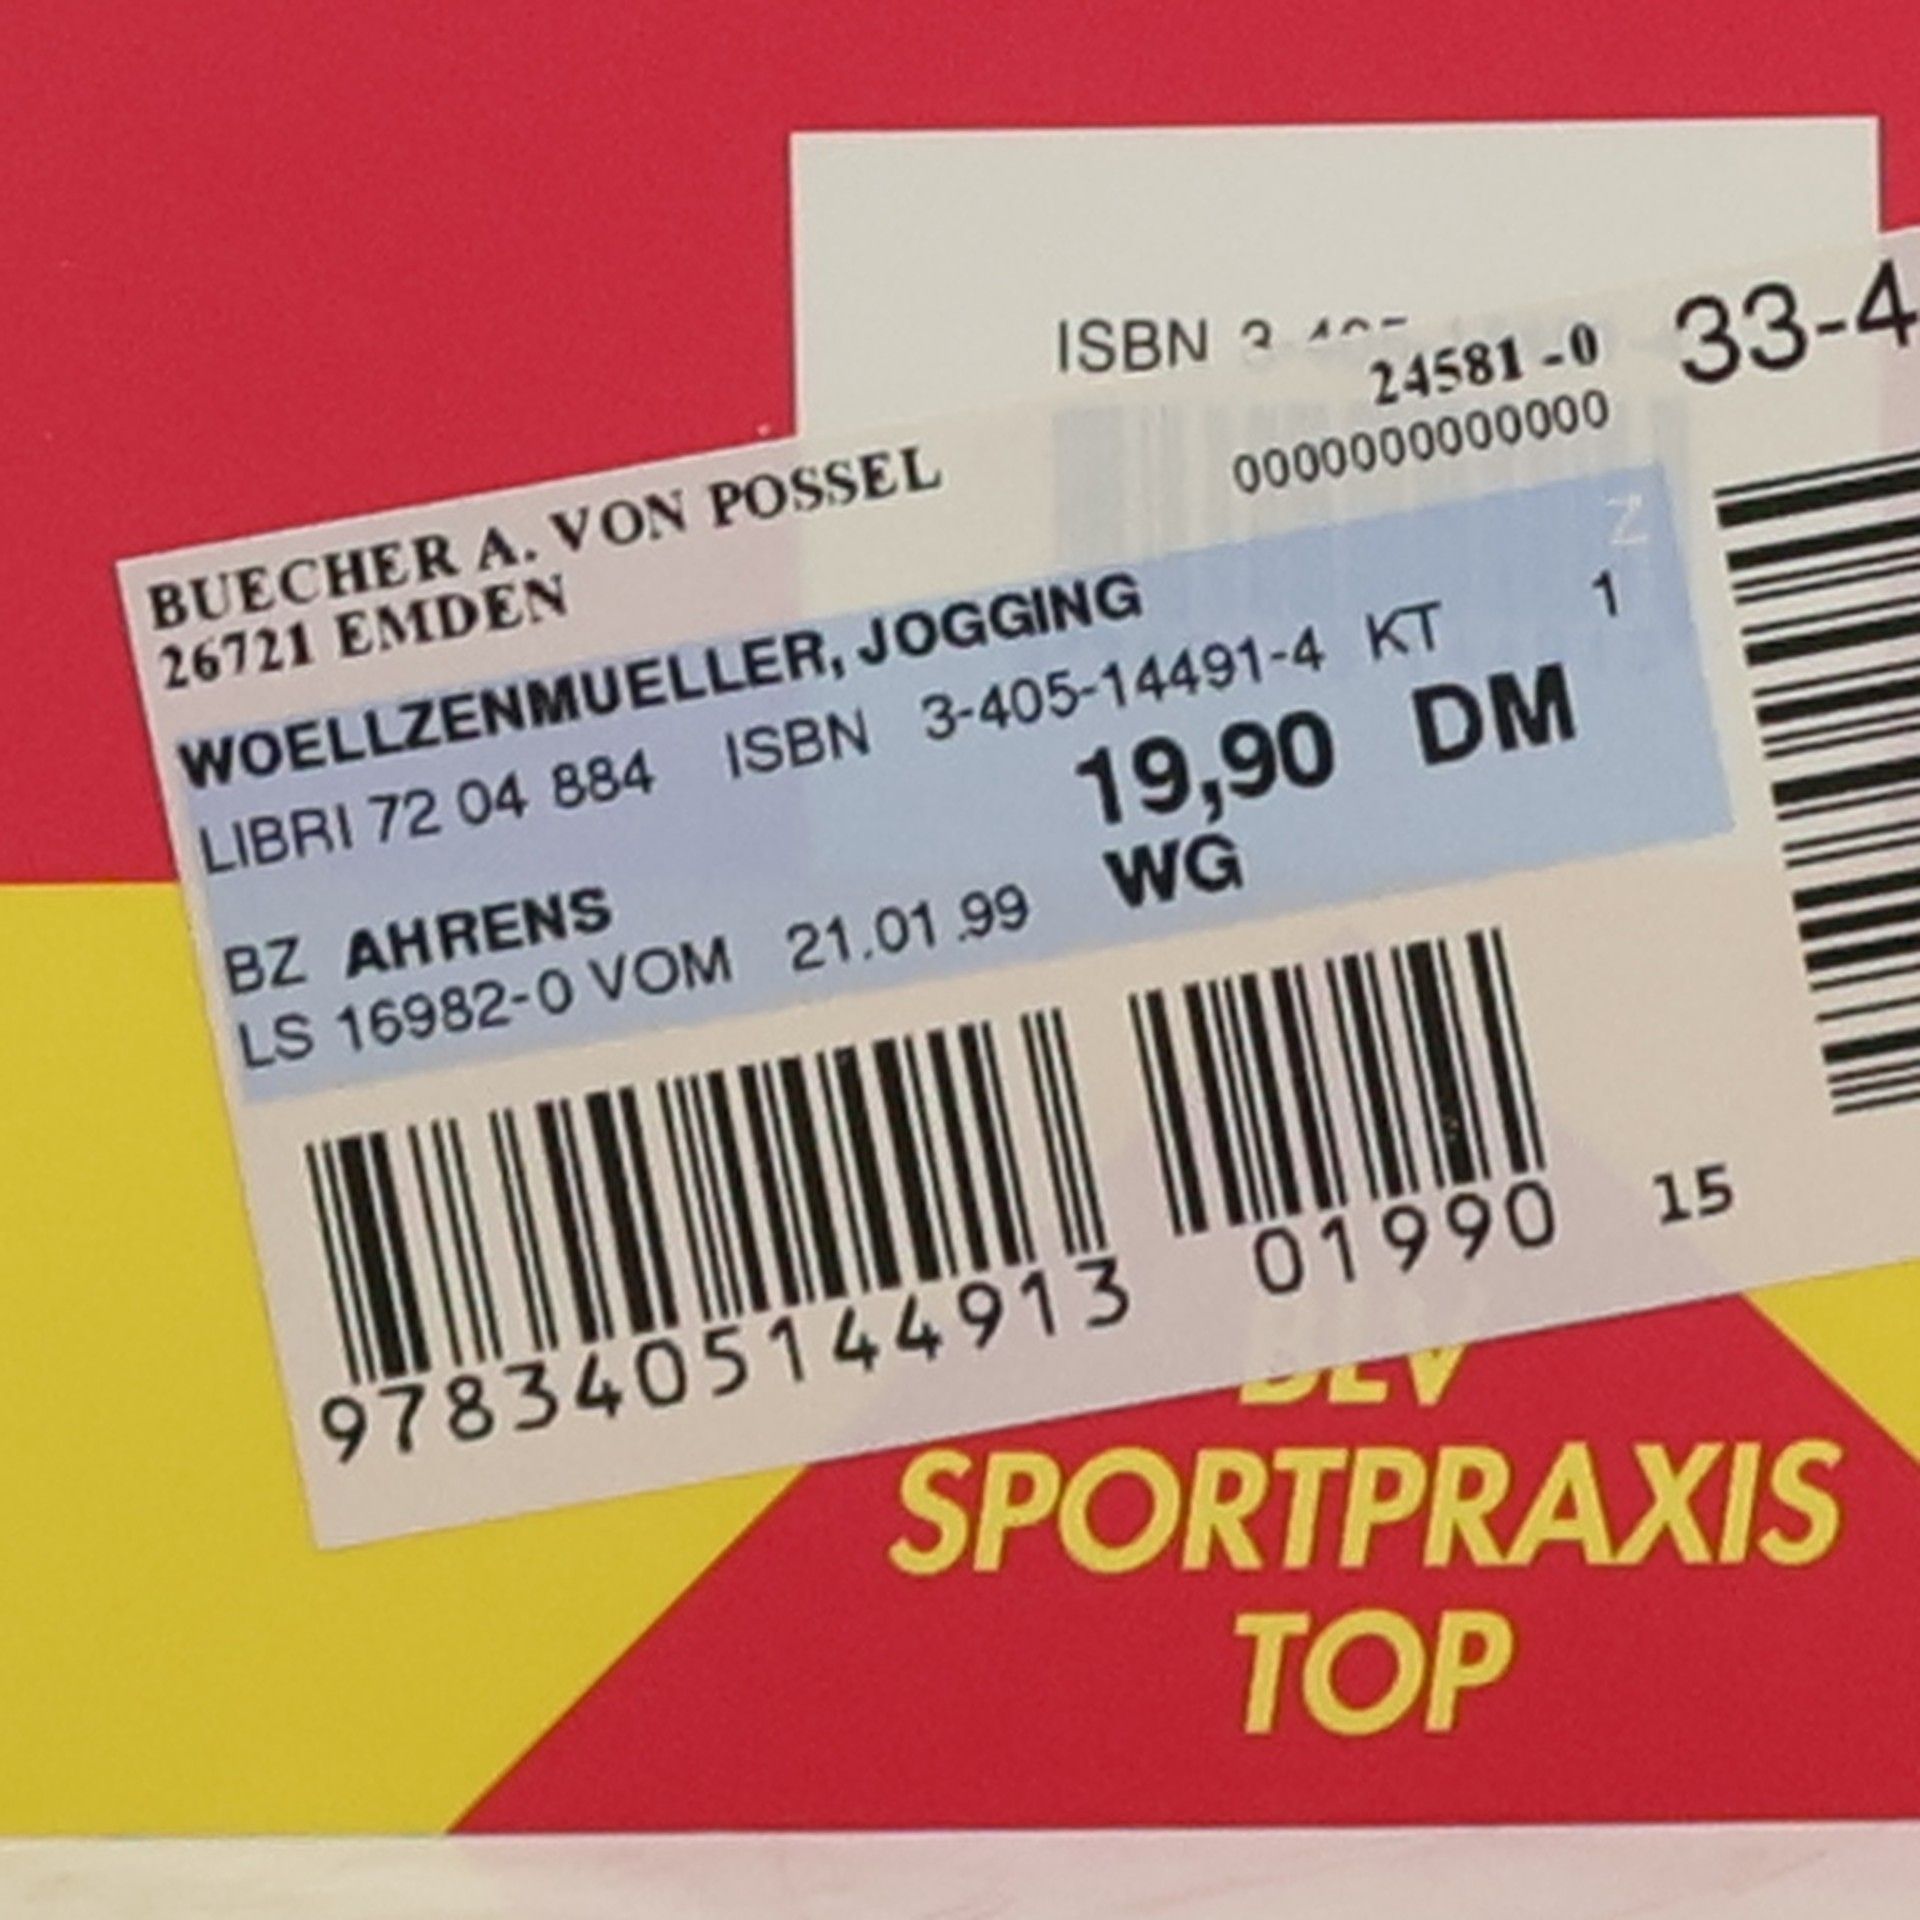 ISBN
24581-0
33-4
0000000000000
BUECHER A. VON POSSEL
26721 EMDEN
Z
WOELLZENMUELLER, JOGGING
1
LIBRI 72 04 884 ISBN 3-405-14491-4 KT
19,90 DM
WG
BZ AHRENS
LS 16982-0 VOM 21.01.99
9783405144913
01990
15
BLV
SPORTPRAXIS
TOP